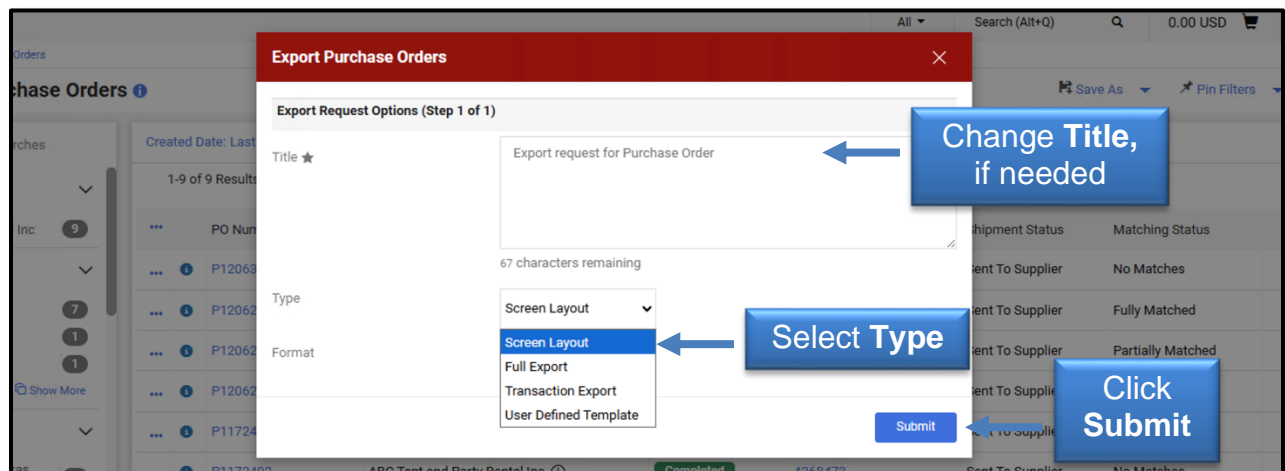 All Search (Alt+Q) 0.00 USD
Orders
Export Purchase Orders
chase Orders
Save As Pin Filters
Export Request Options (Step 1 of 1)
rches
Created Date: Last
Title ★
Export request for Purchase Order
Change Title,
if needed
1-9 of 9 Results
Inc 9
PO Num
Shipment Status Matching Status
67 characters remaining
P12063
Sent To Supplier No Matches
Type
Screen Layout
7
P12062
Sent To Supplier Fully Matched
1
Select Type
Screen Layout
Format
P12062
Sent To Supplier Partially Matched
1
Full Export
Show More
P12062
Transaction Export
Sent To Supplie
Click
Submit
User Defined Template
P11724
Submit
Sent To Supplie
P1172492 ABC Tent and Party Rental Inc Completed 4268473 Sent To Supplier No Matches